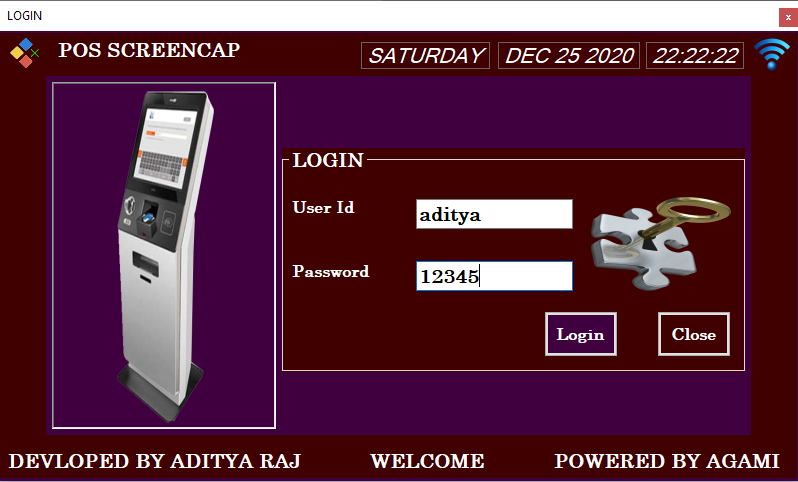 LOGIN
x
POS SCREENCAP
SATURDAY DEC 25 2020 22:22:22
LOGIN
User Id aditya
Password 12345
Login Close
DEVLOPED BY ADITYA RAJ WELCOME POWERED BY AGAMI